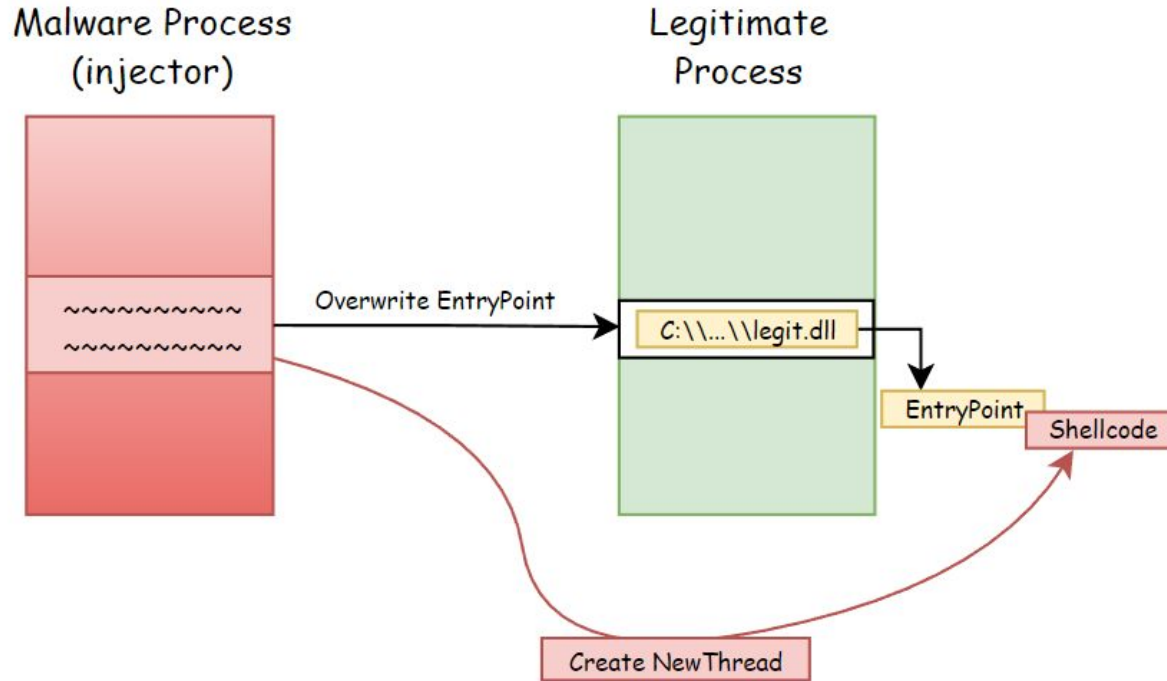 Malware Process
(injector)
Legitimate
Process
~~~~~~~~~~
~~~~~~~~~~
Overwrite EntryPoint
C:\\...\\legit.dll
EntryPoint
Shellcode
Create NewThread